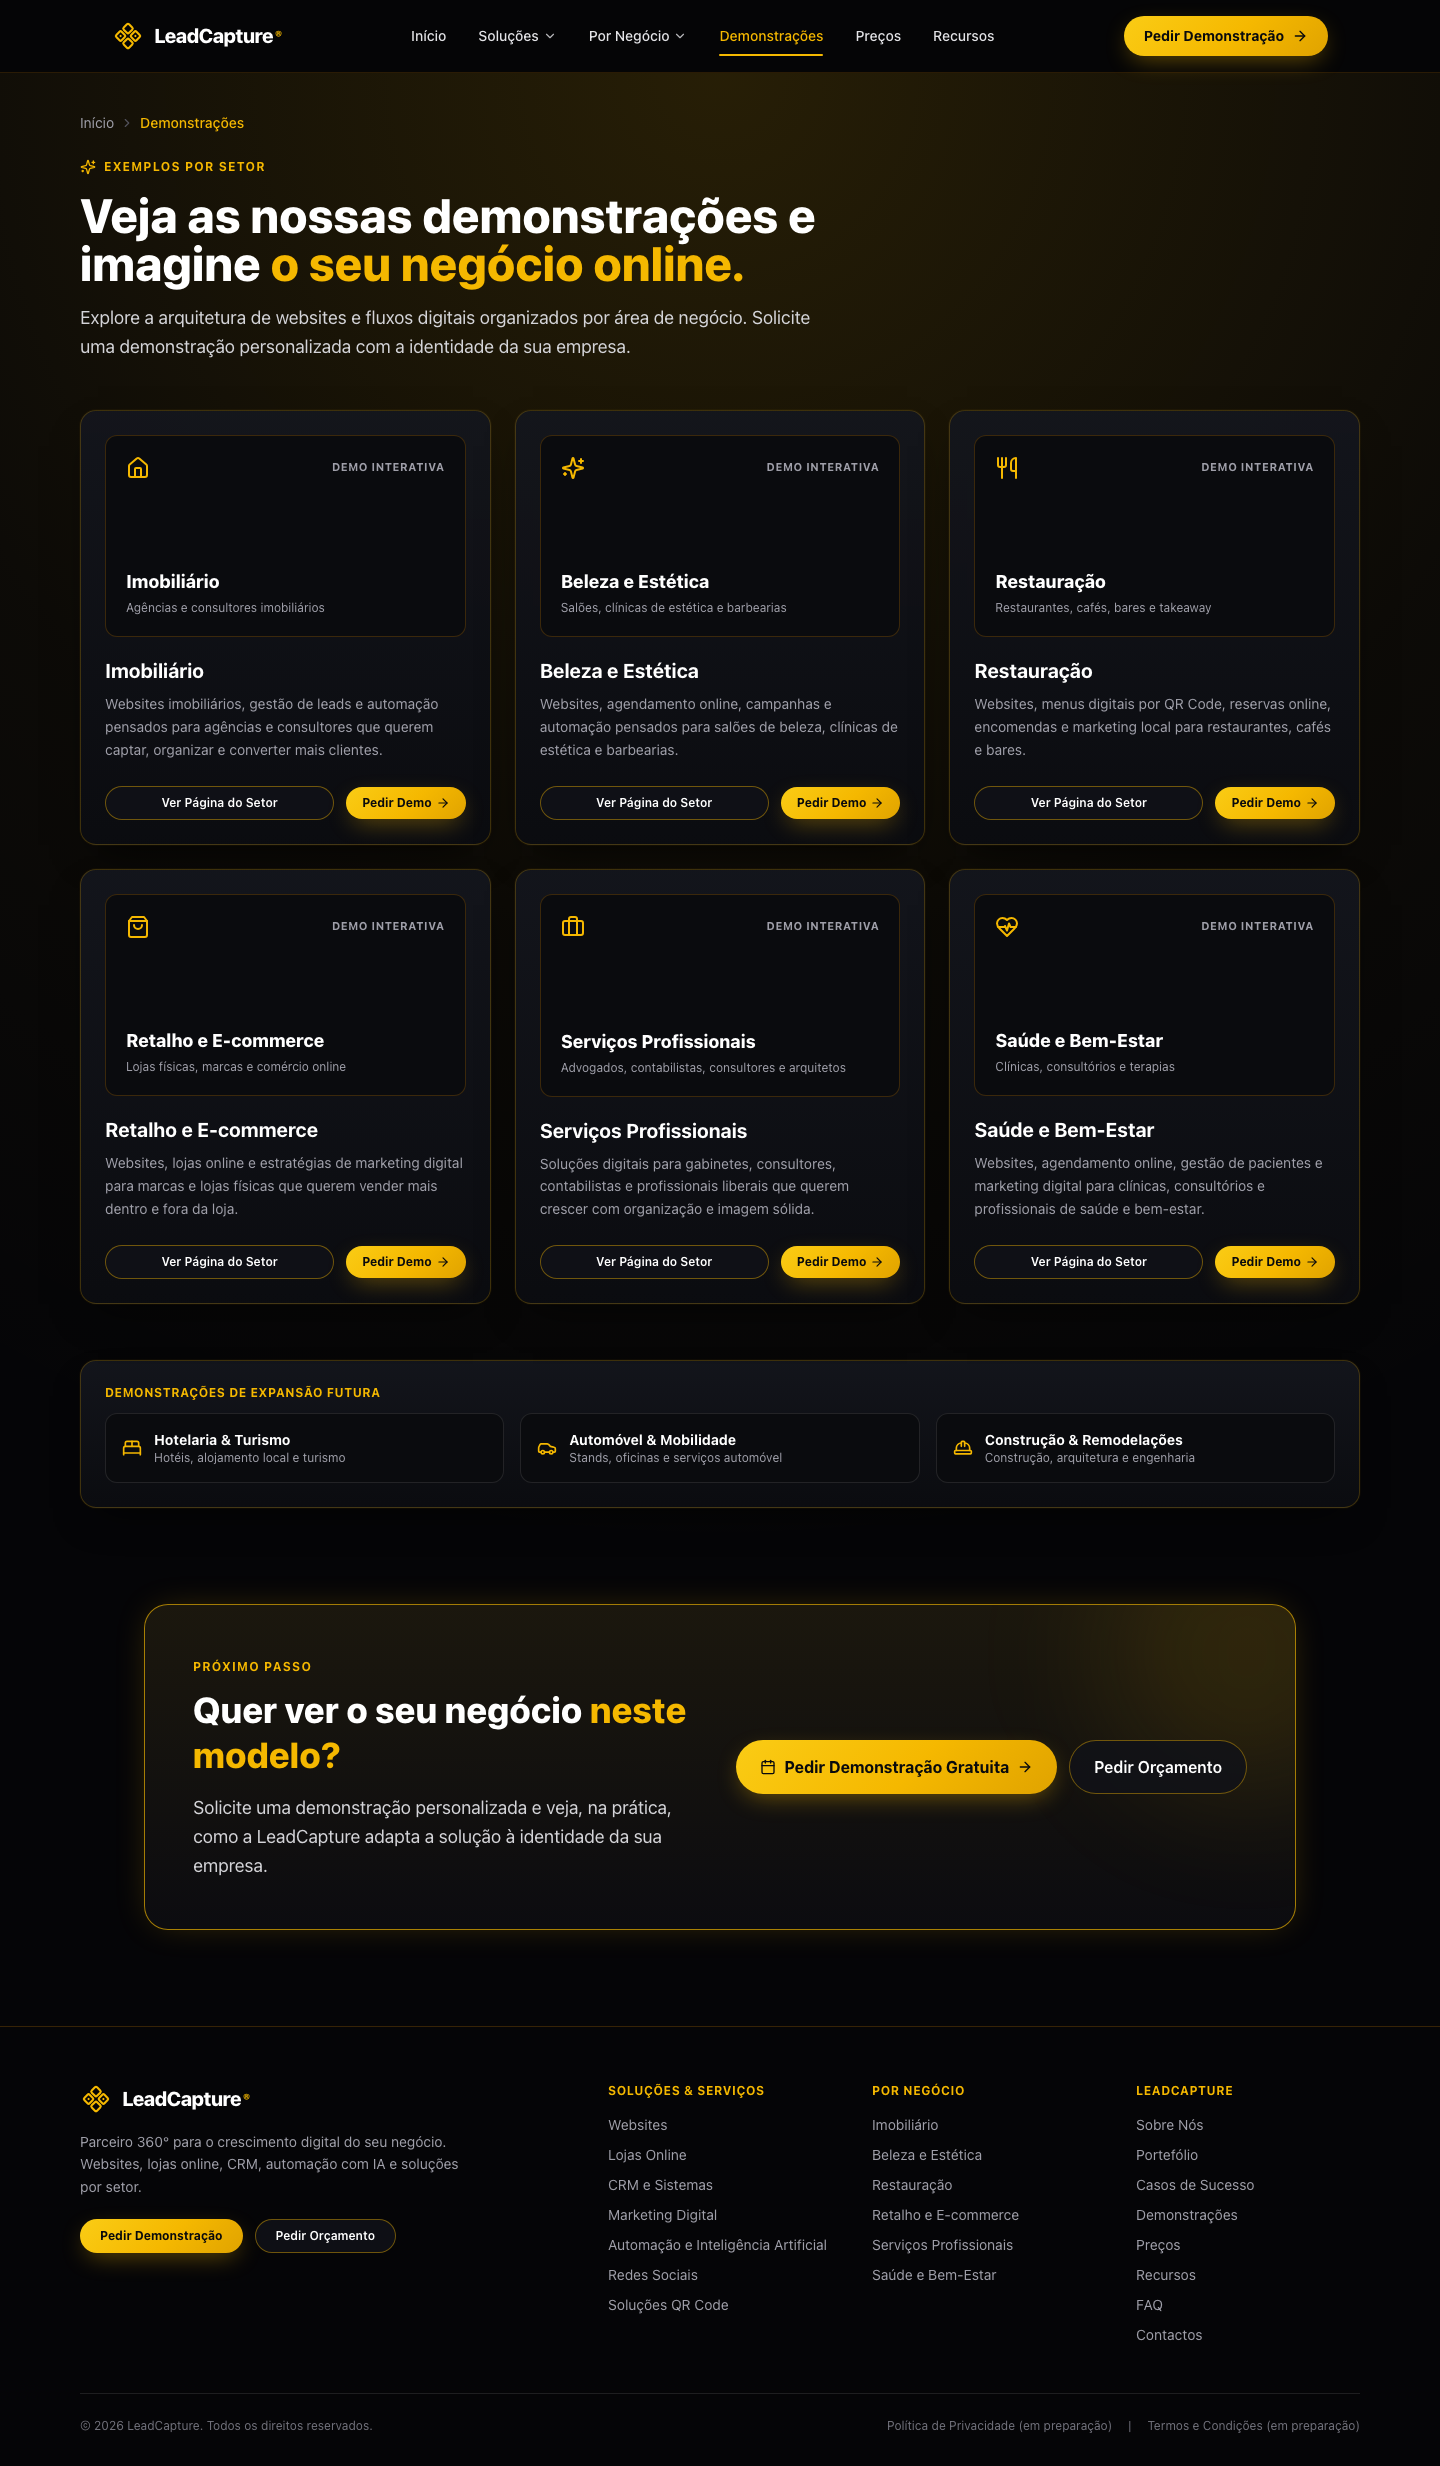 LeadCapture®
Início
Soluções
Por Negócio
Demonstrações
Preços
Recursos
Pedir Demonstração
Início
Demonstrações
EXEMPLOS POR SETOR
Veja as nossas demonstrações e
imagine o seu negócio online.
Explore a arquitetura de websites e fluxos digitais organizados por área de negócio. Solicite
uma demonstração personalizada com a identidade da sua empresa.
DEMO INTERATIVA
Imobiliário
Agências e consultores imobiliários
Imobiliário
Websites imobiliários, gestão de leads e automação
pensados para agências e consultores que querem
captar, organizar e converter mais clientes.
Ver Página do Setor
Pedir Demo
DEMO INTERATIVA
Beleza e Estética
Salões, clínicas de estética e barbearias
Beleza e Estética
Websites, agendamento online, campanhas e
automação pensados para salões de beleza, clínicas de
estética e barbearias.
Ver Página do Setor
Pedir Demo
DEMO INTERATIVA
Restauração
Restaurantes, cafés, bares e takeaway
Restauração
Websites, menus digitais por QR Code, reservas online,
encomendas e marketing local para restaurantes, cafés
e bares.
Ver Página do Setor
Pedir Demo
DEMO INTERATIVA
Retalho e E-commerce
Lojas físicas, marcas e comércio online
Retalho e E-commerce
Websites, lojas online e estratégias de marketing digital
para marcas e lojas físicas que querem vender mais
dentro e fora da loja.
Ver Página do Setor
Pedir Demo
DEMO INTERATIVA
Serviços Profissionais
Advogados, contabilistas, consultores e arquitetos
Serviços Profissionais
Soluções digitais para gabinetes, consultores,
contabilistas e profissionais liberais que querem
crescer com organização e imagem sólida.
Ver Página do Setor
Pedir Demo
DEMO INTERATIVA
Saúde e Bem-Estar
Clínicas, consultórios e terapias
Saúde e Bem-Estar
Websites, agendamento online, gestão de pacientes e
marketing digital para clínicas, consultórios e
profissionais de saúde e bem-estar.
Ver Página do Setor
Pedir Demo
DEMONSTRAÇÕES DE EXPANSÃO FUTURA
Hotelaria & Turismo
Hotéis, alojamento local e turismo
Automóvel & Mobilidade
Stands, oficinas e serviços automóvel
Construção & Remodelações
Construção, arquitetura e engenharia
PRÓXIMO PASSO
Quer ver o seu negócio neste
modelo?
Solicite uma demonstração personalizada e veja, na prática,
como a LeadCapture adapta a solução à identidade da sua
empresa.
Pedir Demonstração Gratuita
Pedir Orçamento
LeadCapture®
Parceiro 360° para o crescimento digital do seu negócio.
Websites, lojas online, CRM, automação com IA e soluções
por setor.
Pedir Demonstração
Pedir Orçamento
SOLUÇÕES & SERVIÇOS
Websites
Lojas Online
CRM e Sistemas
Marketing Digital
Automação e Inteligência Artificial
Redes Sociais
Soluções QR Code
POR NEGÓCIO
Imobiliário
Beleza e Estética
Restauração
Retalho e E-commerce
Serviços Profissionais
Saúde e Bem-Estar
LEADCAPTURE
Sobre Nós
Portefólio
Casos de Sucesso
Demonstrações
Preços
Recursos
FAQ
Contactos
© 2026 LeadCapture. Todos os direitos reservados.
Política de Privacidade (em preparação) | Termos e Condições (em preparação)